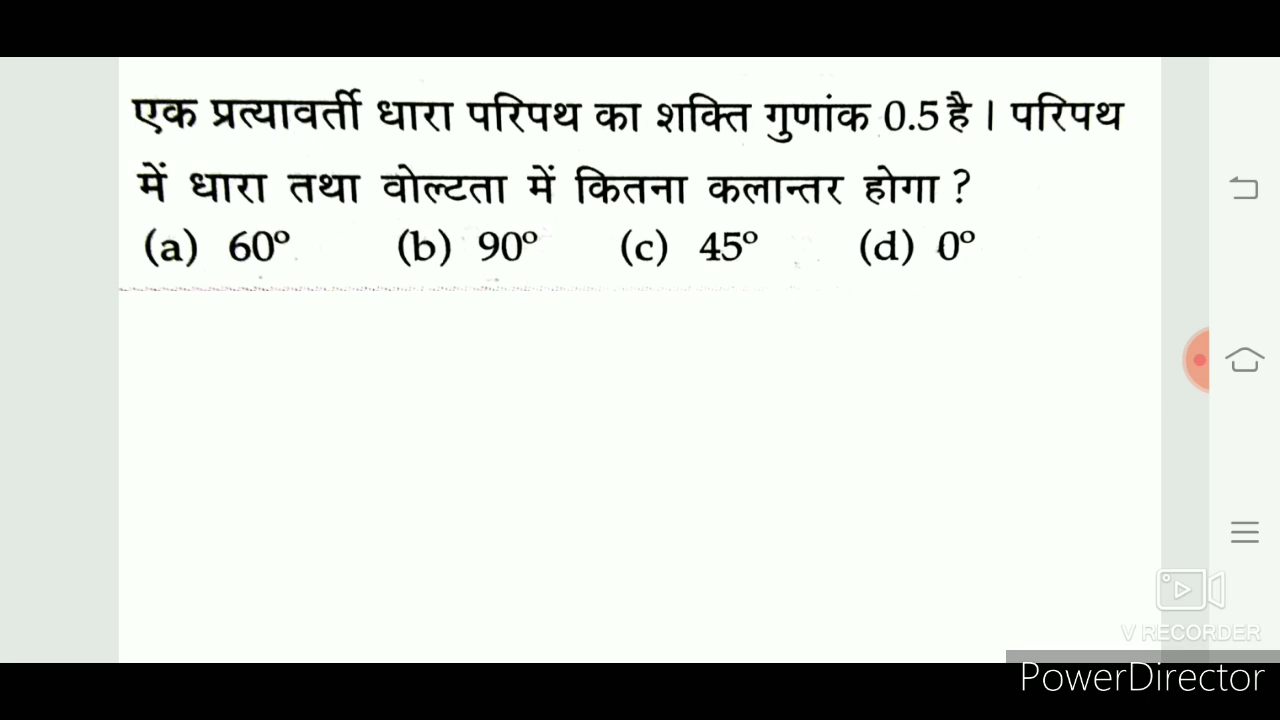 एक प्रत्यावर्ती धारा परिपथ का शक्ति गुणांक 0.5 है । परिपथ
में धारा तथा वोल्टता में कितना कलान्तर होगा ?
(a) 60° (b) 90° (c) 45° (d) 0°
V RECORDER
PowerDirector